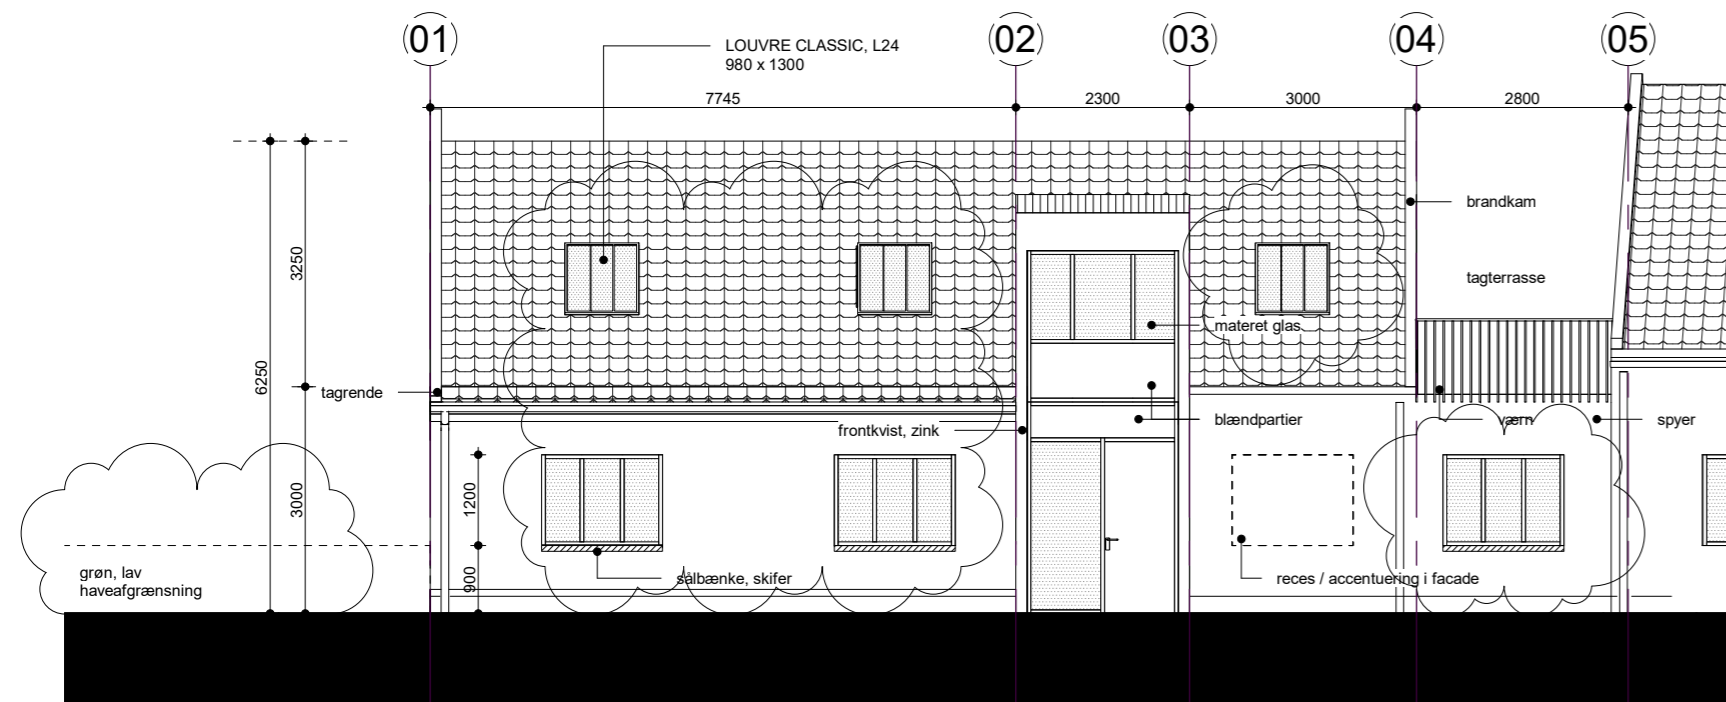 01
02
03
04
05
LOUVRE CLASSIC, L24
980 x 1300
7745
2300
3000
2800
brandkam
3250
tagterrasse
materet glas
6250
tagrende
blændpartier
værn
spyer
frontkvist, zink
1200
3000
grøn, lav
haveafgrænsning
900
sålbænke, skifer
reces / accentuering i facade